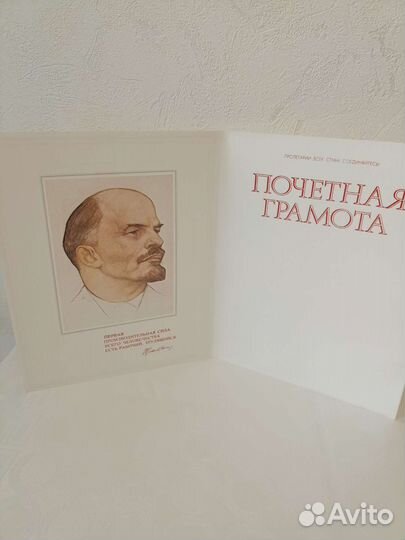 ПЕРВАЯ
ПРОИЗВОДИТЕЛЬНАЯ СИЛА
ВСЕГО ЧЕЛОВЕЧЕСТВА
ЕСТЬ РАБОЧИЙ, ТРУДЯЩИЙСЯ
ПРОЛЕТАРИИ ВСЕХ СТРАН, СОЕДИНЯЙТЕСЬ!
ПОЧЕТНАЯ
ГРАМОТА
Avito